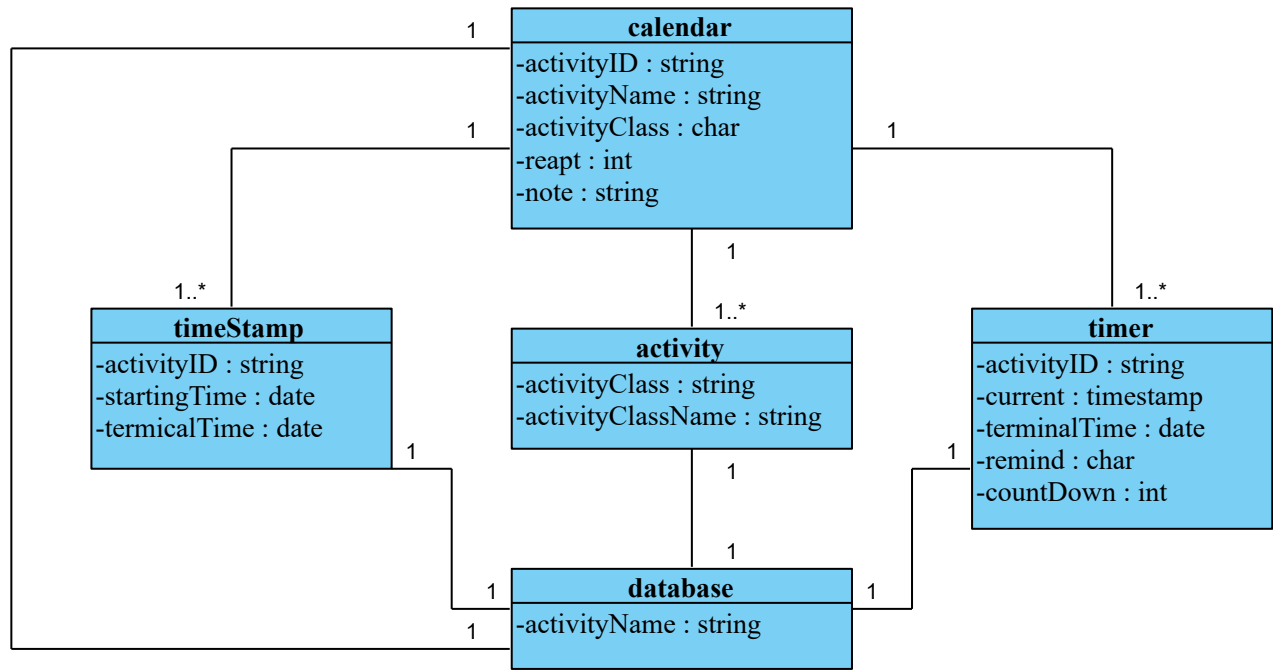 calendar
-activityID : string
-activityName : string
-activityClass : char
-reapt : int
-note : string
1
1
1
1
1..*
1..*
1..*
timeStamp
-activityID : string
-startingTime : date
-termicalTime : date
activity
-activityClass : string
-activityClassName : string
timer
-activityID : string
-current : timestamp
-terminalTime : date
-remind : char
-countDown : int
1
1
1
1
1
1
1
database
-activityName : string